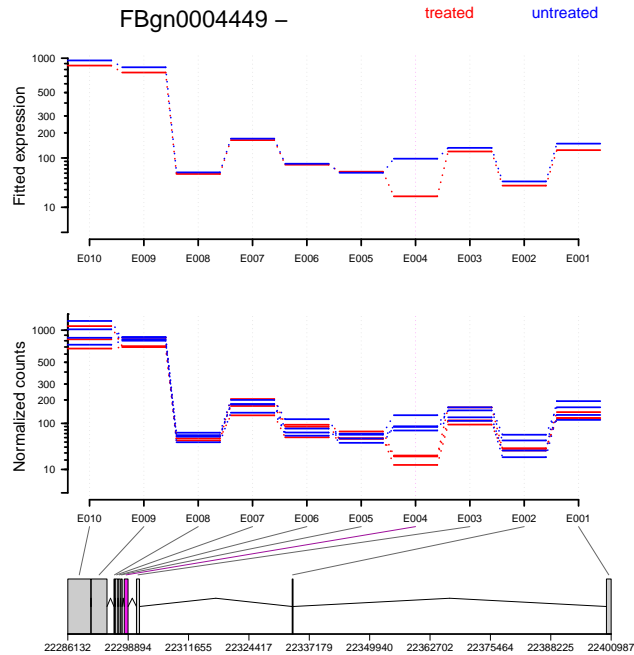 FBgn0004449 − treated untreated
Fitted expression
1000
500
300
200
100
10
E010 E009 E008 E007 E006 E005 E004 E003 E002 E001
Normalized counts
1000
500
200
100
10
E010 E009 E008 E007 E006 E005 E004 E003 E002 E001
22286132 22298894 22311655 22324417 22337179 22349940 22362702 22375464 22388225 22400987